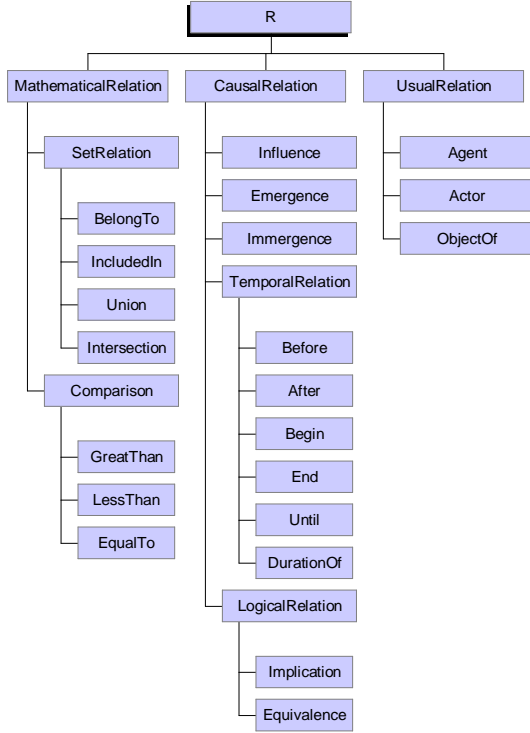 R
MathematicalRelation
SetRelation
BelongTo
IncludedIn
Union
Intersection
Comparison
GreatThan
LessThan
EqualTo
CausalRelation
Influence
Emergence
Immergence
TemporalRelation
Before
After
Begin
End
Until
DurationOf
LogicalRelation
Implication
Equivalence
UsualRelation
Agent
Actor
ObjectOf